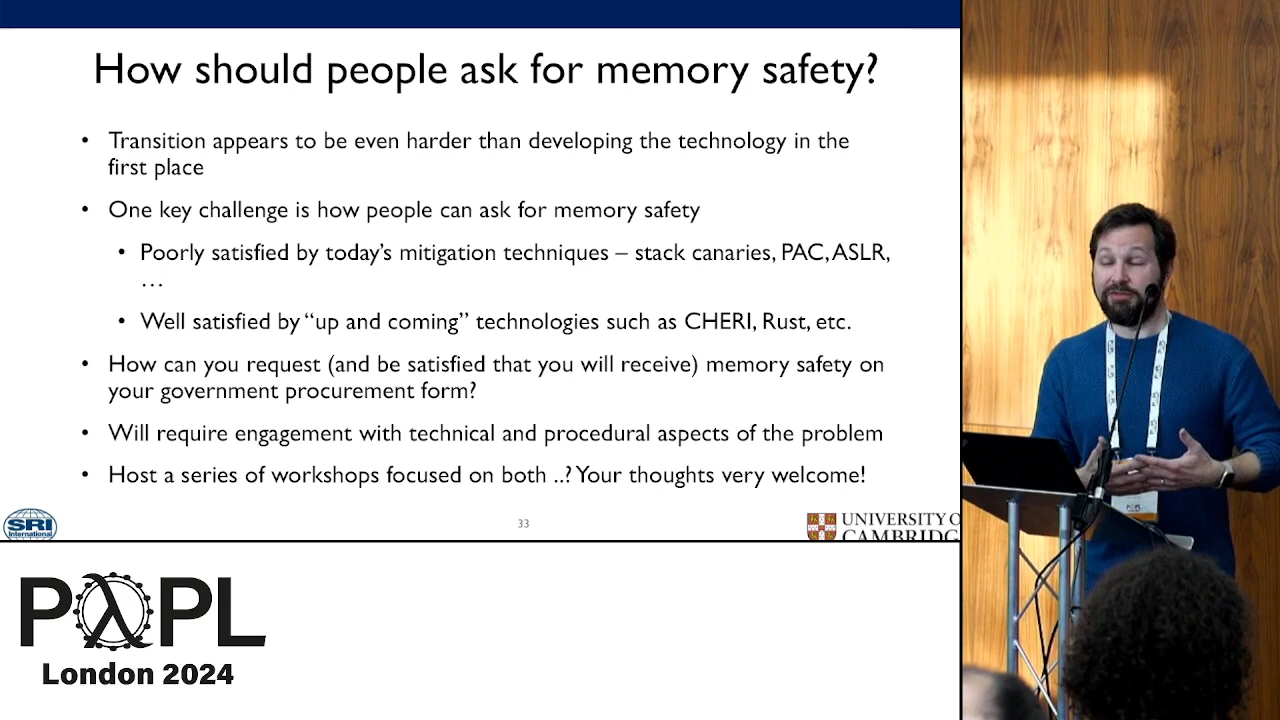 How should people ask for memory safety?
• Transition appears to be even harder than developing the technology in the
first place
• One key challenge is how people can ask for memory safety
• Poorly satisfied by today's mitigation techniques – stack canaries, PAC, ASLR,
…
• Well satisfied by “up and coming” technologies such as CHERI, Rust, etc.
• How can you request (and be satisfied that you will receive) memory safety on
your government procurement form?
• Will require engagement with technical and procedural aspects of the problem
• Host a series of workshops focused on both ..? Your thoughts very welcome!
SRI
International
33
UNIVERSITY O
CAMBRIDG
PλPL
London 2024